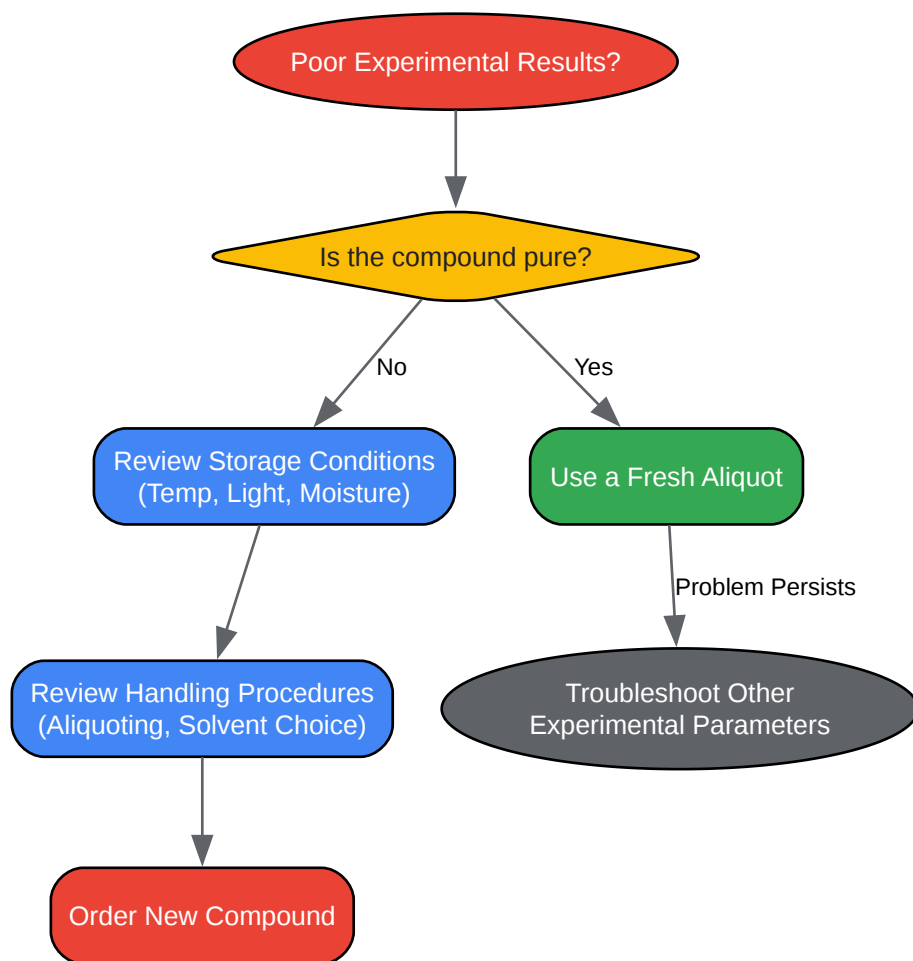 Poor Experimental Results?
Is the compound pure?
No
Yes
Review Storage Conditions
(Temp, Light, Moisture)
Use a Fresh Aliquot
Problem Persists
Review Handling Procedures
(Aliquoting, Solvent Choice)
Troubleshoot Other
Experimental Parameters
Order New Compound